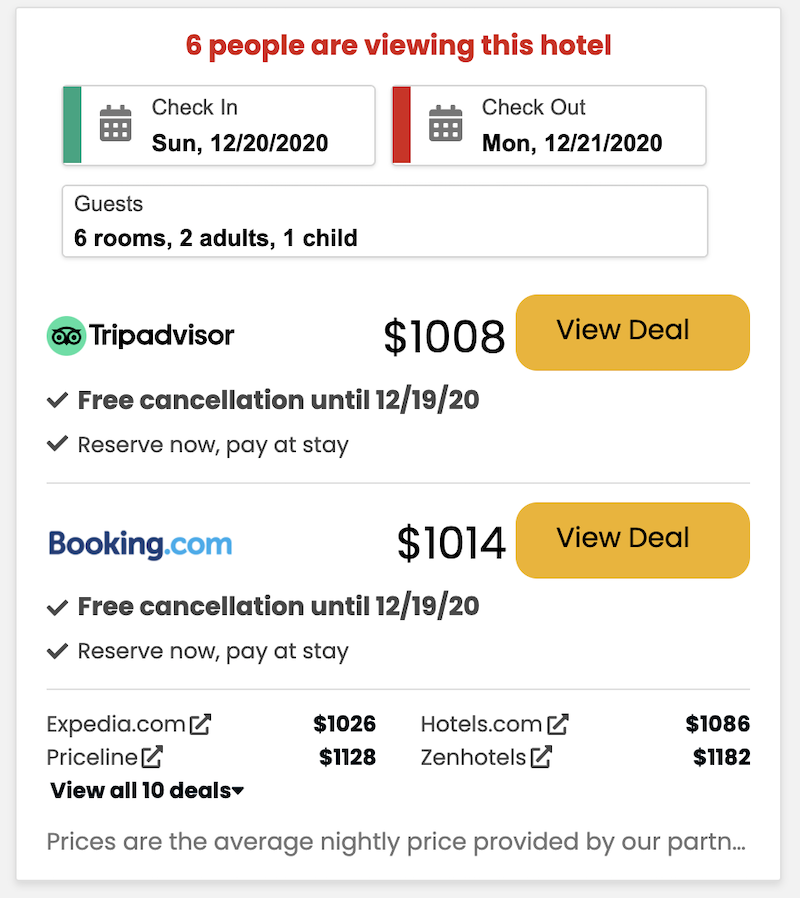 6 people are viewing this hotel
Check In
Sun, 12/20/2020
Check Out
Mon, 12/21/2020
Guests
6 rooms, 2 adults, 1 child
Tripadvisor $1008 View Deal
Free cancellation until 12/19/20
Reserve now, pay at stay
Booking.com $1014 View Deal
Free cancellation until 12/19/20
Reserve now, pay at stay
Expedia.com $1026 Hotels.com $1086
Priceline $1128 Zenhotels $1182
View all 10 deals
Prices are the average nightly price provided by our partn...